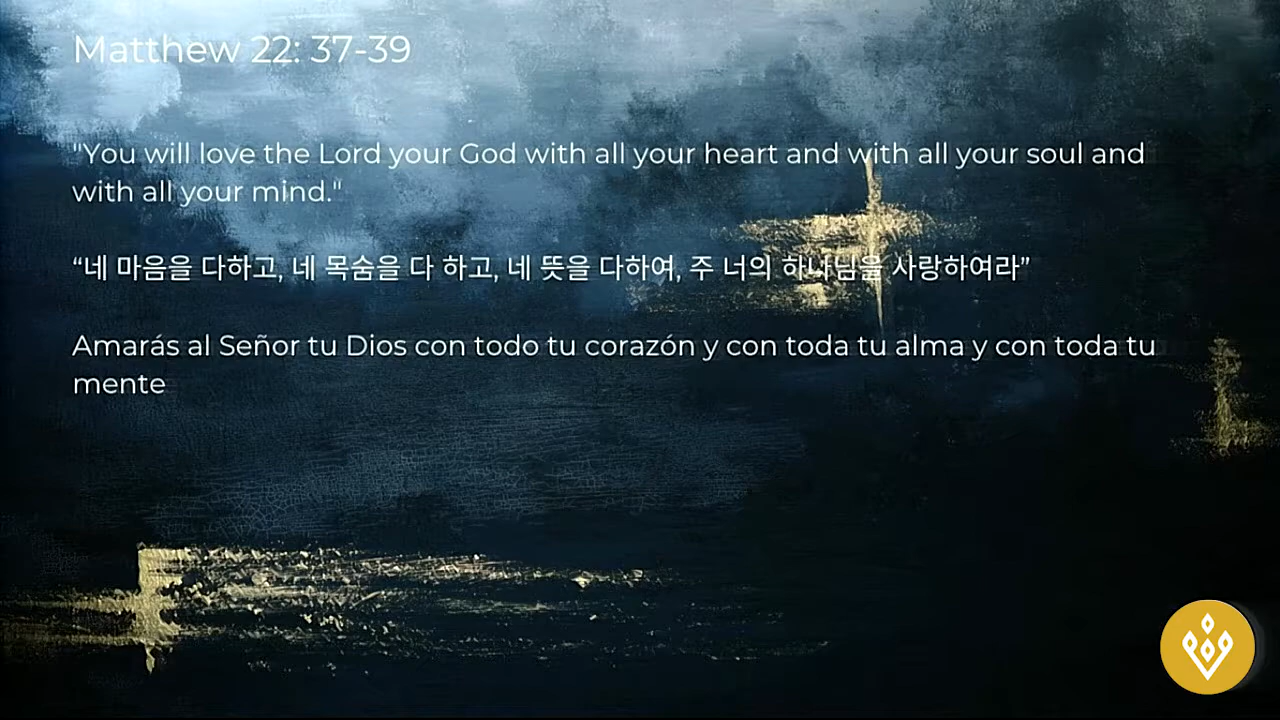 Matthew 22: 37-39
"You will love the Lord your God with all your heart and with all your soul and
with all your mind."
“네 마음을 다하고, 네 목숨을 다 하고, 네 뜻을 다하여, 주 너의 하나님을 사랑하여라”
Amarás al Señor tu Dios con todo tu corazón y con toda tu alma y con toda tu
mente